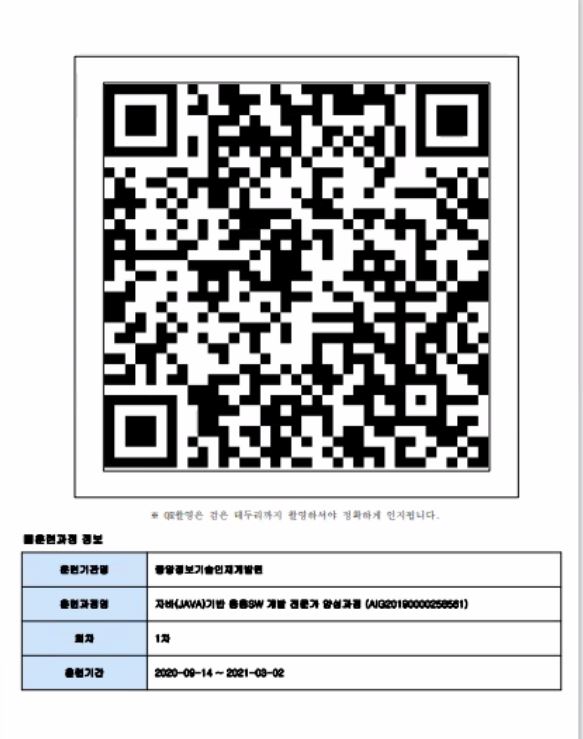 ※ QR촬영은 검은 테두리까지 촬영하셔야 정확하게 인지됩니다.
■훈련과정 정보
훈련기관명 중앙정보기술인재개발원
훈련과정명 자바(JAVA)기반 응용SW 개발 전문가 양성과정 (AIG20190000258561)
회차 1차
훈련기간 2020-09-14 ~ 2021-03-02